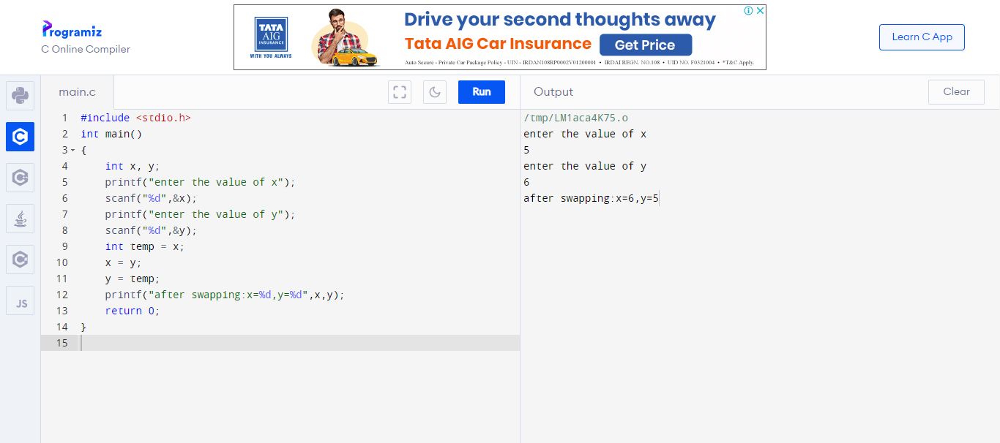 Programiz
C Online Compiler
TATA
AIG
INSURANCE
WITH YOU ALWAYS
Drive your second thoughts away
Tata AIG Car Insurance
Get Price
Auto Secure - Private Car Package Policy - UIN - IRDAN108RP0002V01200001 • IRDAI REGN. NO.108 • UID NO. F0321004 • *T&C Apply.
Learn C App
main.c
Run
Output
Clear
JS
1 #include <stdio.h>
2 int main()
3 {
4     int x, y;
5     printf("enter the value of x");
6     scanf("%d",&x);
7     printf("enter the value of y");
8     scanf("%d",&y);
9     int temp = x;
10     x = y;
11     y = temp;
12     printf("after swapping:x=%d,y=%d",x,y);
13     return 0;
14 }
15
/tmp/LM1aca4K75.o
enter the value of x
5
enter the value of y
6
after swapping:x=6,y=5